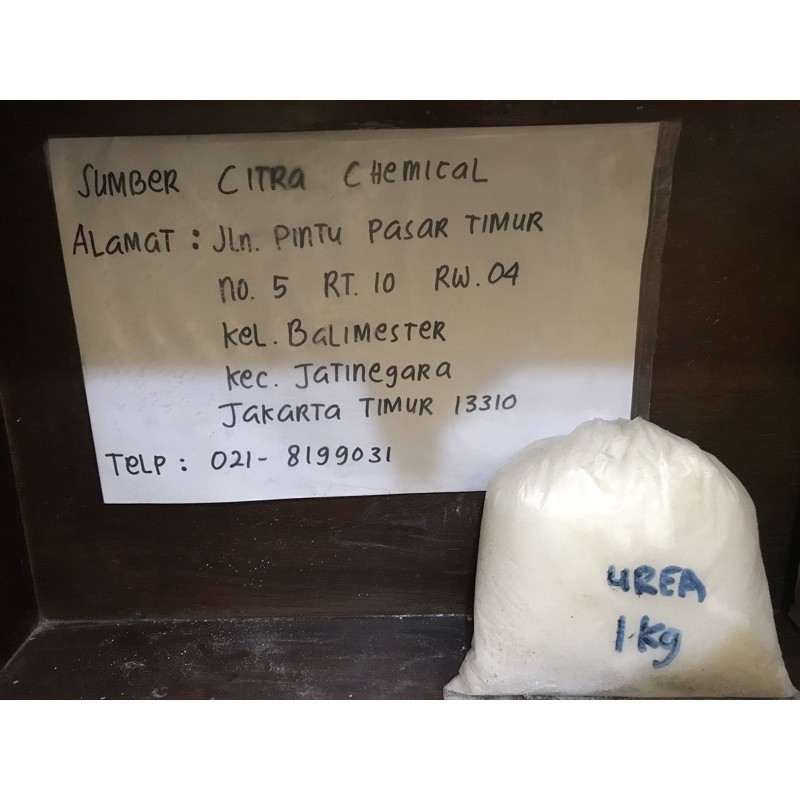 SUMBER CITRA CHEMICAL
ALAMAT : JLn. PINTU PASAR TIMUR
no. 5 RT. 10 RW. 04
Kel. BALIMESTER
Kec. JATINEGARA
JAKARTA TIMUR 13310
TELP : 021- 8199031
UREA
1 Kg